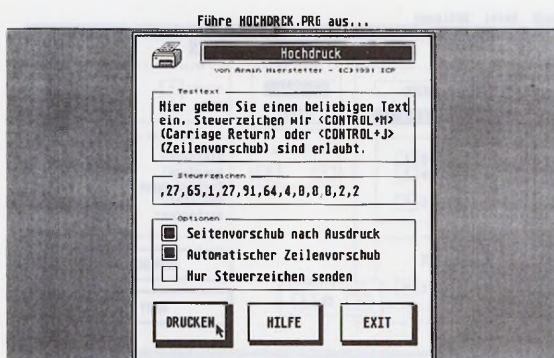 Führe HOCHDRCK.PRG aus...
Hochdruck
von Armin Hierstetter - (C)1991 ICP
Testtext
Hier geben Sie einen beliebigen Text
ein. Steuerzeichen wir <CONTROL+M>
(Carriage Return) oder <CONTROL+J>
(Zeilenvorschub) sind erlaubt.
Steuerzeichen
,27,65,1,27,91,64,4,0,0,0,2,2
Optionen
Seitenvorschub nach Ausdruck
Automatischer Zeilenvorschub
Nur Steuerzeichen senden
DRUCKEN HILFE EXIT